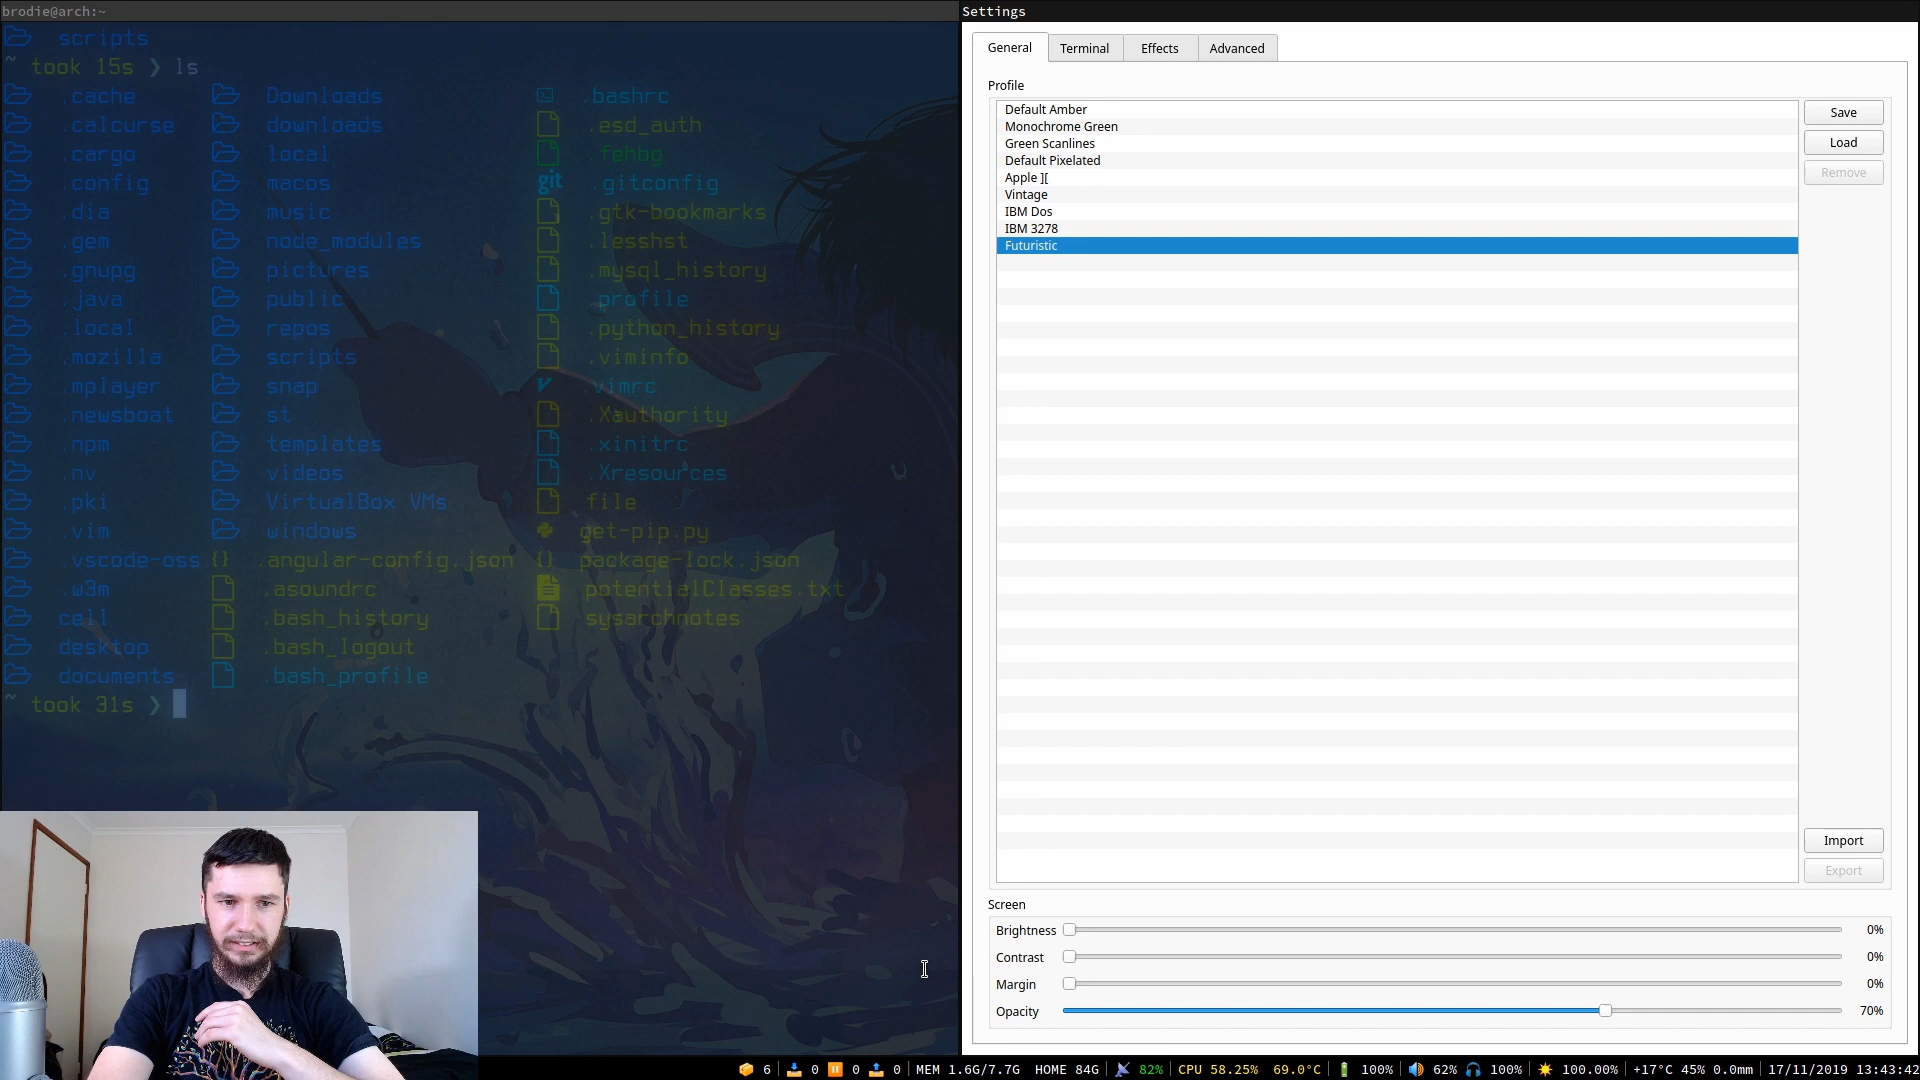 brodie@arch:~
scripts
~ took 15s ❯ ls
.cache Downloads .bashrc
.calcurse downloads .esd_auth
.cargo local .fehbg
.config macos git .gitconfig
.dia music .gtk-bookmarks
.gem node_modules .lesshst
.gnupg pictures .mysql_history
.java public .profile
.local repos .python_history
.mozilla scripts .viminfo
.mplayer snap .vimrc
.newsboat st .Xauthority
.npm templates .xinitrc
.nv videos .Xresources
.pki VirtualBox VMs file
.vim windows get-pip.py
.vscode-oss {} .angular-config.json {} package-lock.json
.w3m .asoundrc potentialClasses.txt
cell .bash_history sysarchnotes
desktop .bash_logout
documents .bash_profile
~ took 31s ❯
Settings
General Terminal Effects Advanced
Profile
Default Amber
Monochrome Green
Green Scanlines
Default Pixelated
Apple ][
Vintage
IBM Dos
IBM 3278
Futuristic
Save
Load
Remove
Import
Export
Screen
Brightness 0%
Contrast 0%
Margin 0%
Opacity 70%
6 | 0 0 0 | MEM 1.6G/7.7G HOME 84G | 82% | CPU 58.25% 69.0°C | 100% | 62% 100% | 100.00% | +17°C 45% 0.0mm | 17/11/2019 13:43:42